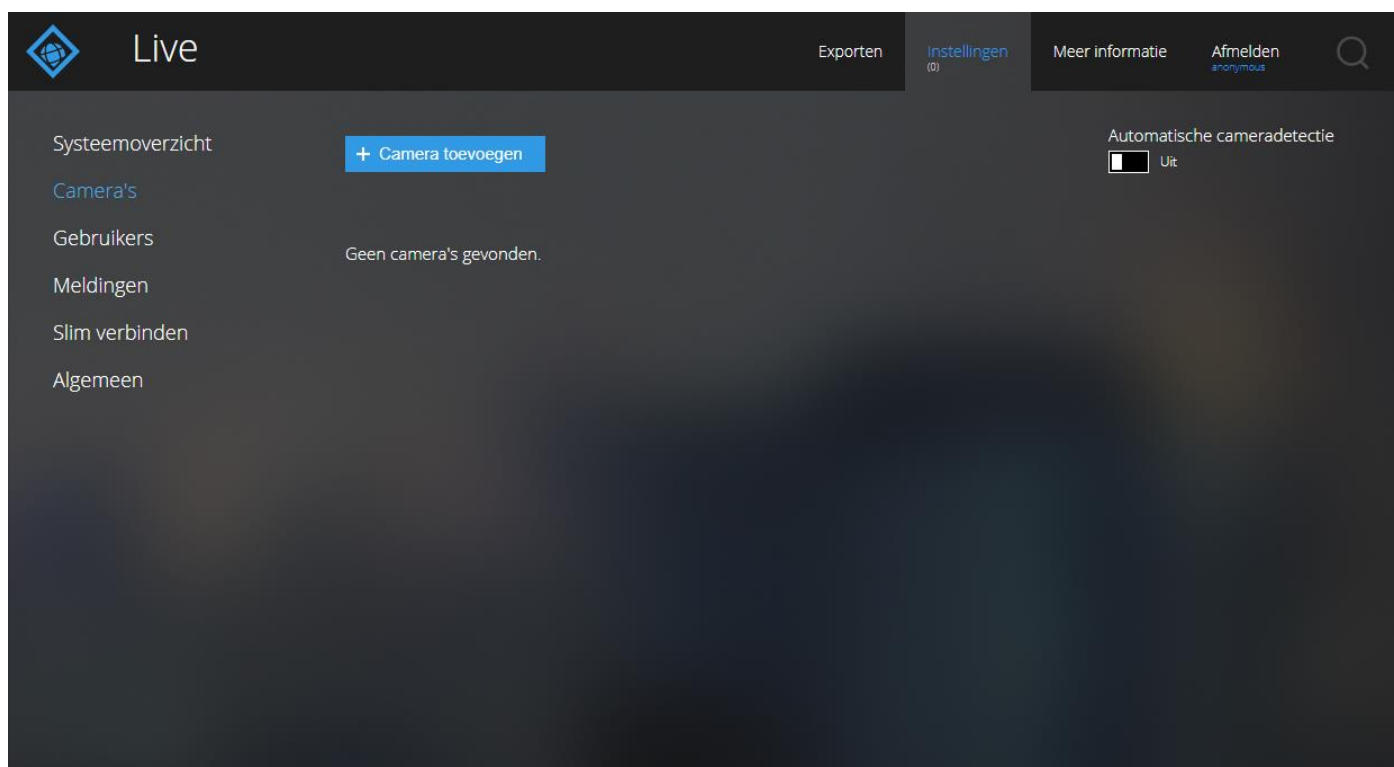 Live
Exporten
Instellingen
(0)
Meer informatie
Afmelden
anonymous
Systeemoverzicht
Camera's
Gebruikers
Meldingen
Slim verbinden
Algemeen
+ Camera toevoegen
Geen camera's gevonden.
Automatische cameradetectie
Uit